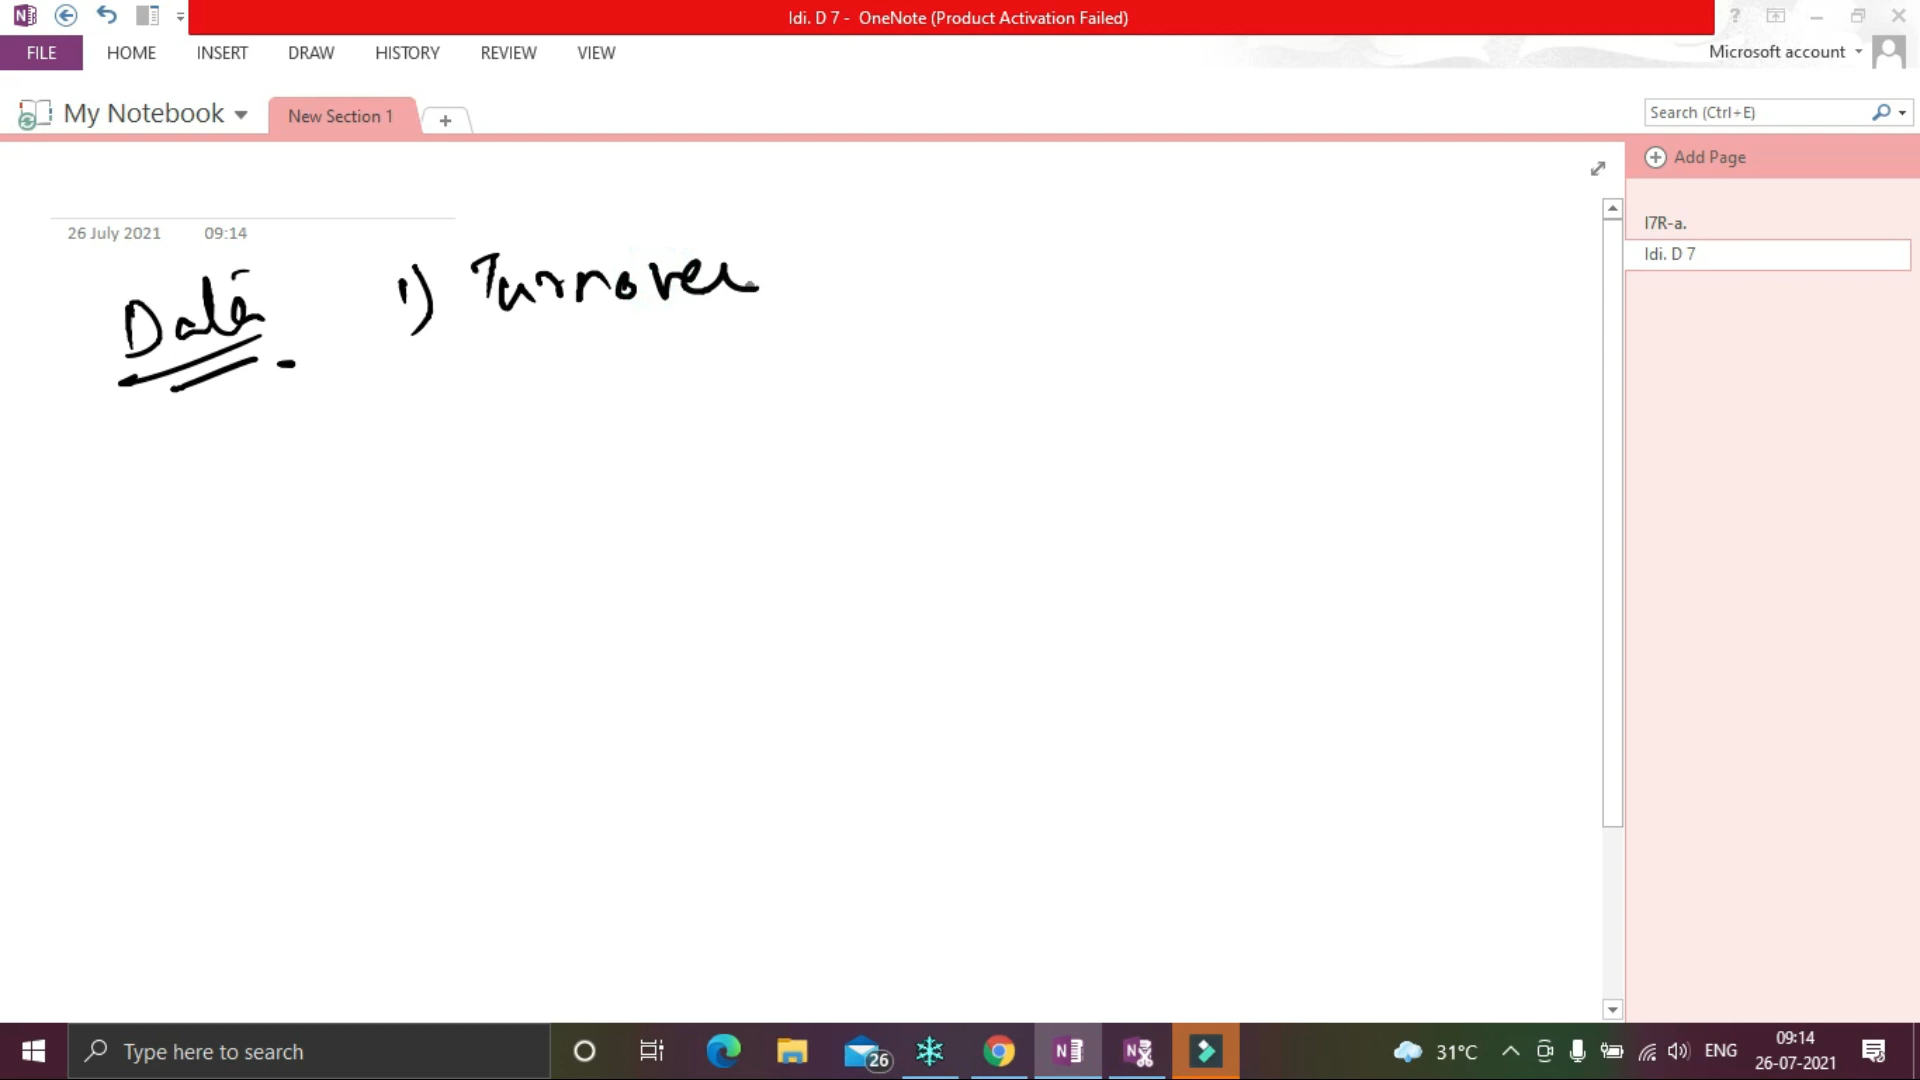 Idi. D 7 - OneNote (Product Activation Failed)
FILE HOME INSERT DRAW HISTORY REVIEW VIEW
Microsoft account
My Notebook
New Section 1
+
Search (Ctrl+E)
Add Page
26 July 2021 09:14
I7R-a.
Idi. D 7
Data
1) Turnover
Type here to search
26
31°C
ENG
09:14
26-07-2021